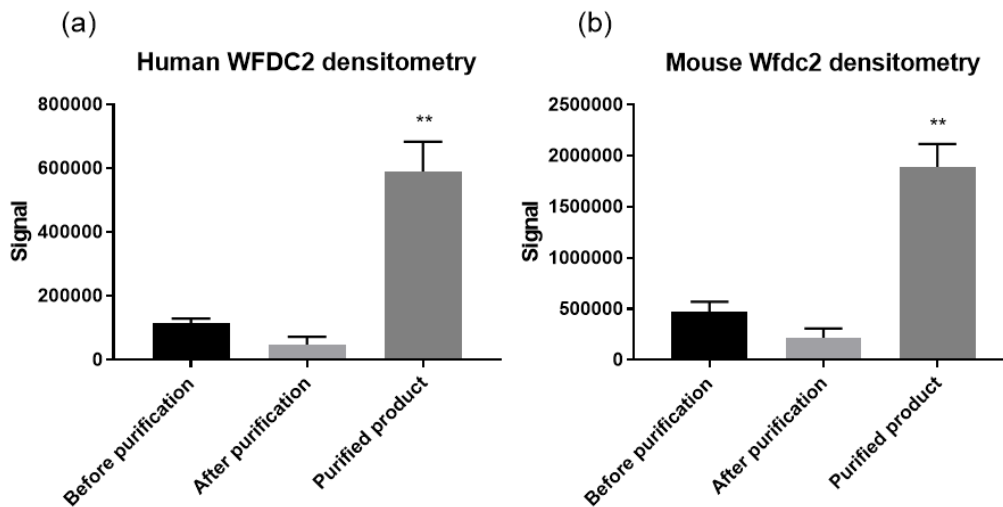 (a)
Human WFDC2 densitometry
Signal
800000
600000
400000
200000
0
**
Before purification
After purification
Purified product
(b)
Mouse Wfdc2 densitometry
Signal
2500000
2000000
1500000
1000000
500000
0
**
Before purification
After purification
Purified product